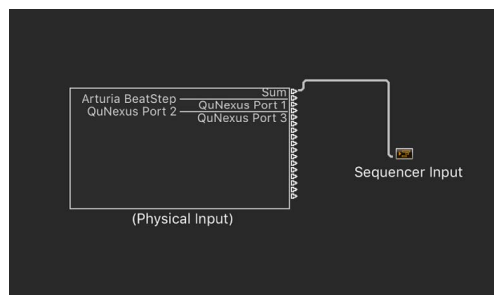 Sum
Arturia BeatStep
QuNexus Port 1
QuNexus Port 2
QuNexus Port 3
Sequencer Input
(Physical Input)